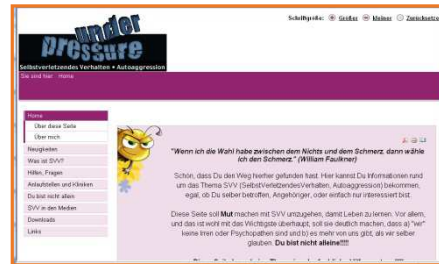 Schriftgröße: Größer kleiner Zurücksetzen
under
pressure
Selbstverletzendes Verhalten • Autoaggression
Sie sind hier: Home
Home
Über diese Seite
Über mich
Neuigkeiten
Was ist SVV?
Hilfen, Fragen
Anlaufstellen und Kliniken
Du bist nicht allein
SVV in den Medien
Downloads
Links
"Wenn ich die Wahl habe zwischen dem Nichts und dem Schmerz, dann wähle
ich den Schmerz." (William Faulkner)
Schön, dass Du den Weg hierher gefunden hast. Hier kannst Du Informationen rund
um das Thema SVV (SelbstVerletzendesVerhalten, Autoaggression) bekommen,
egal, ob Du selber betroffen, Angehöriger, oder einfach nur interessiert bist.
Diese Seite soll Mut machen mit SVV umzugehen, damit Leben zu lernen. Vor allem,
und das ist wohl mit das Wichtigste überhaupt, soll sie deutlich machen, dass a) "wir"
keine Irren oder Psychopathen sind und b) es mehr von uns gibt, als wir selber
glauben. Du bist nicht alleine!!!!